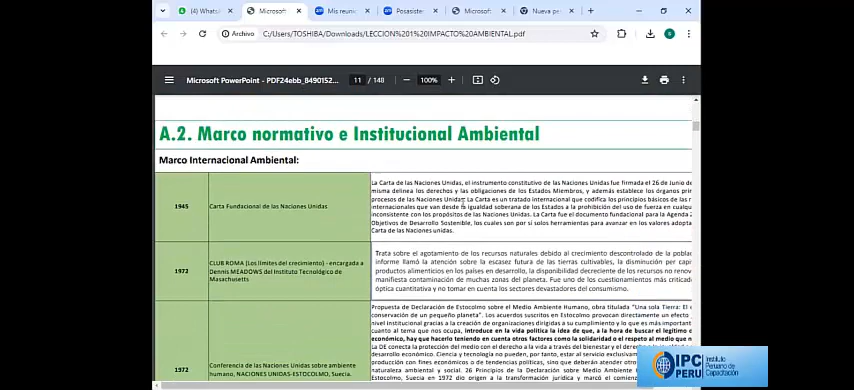 (4) WhatsA
Microsoft
Mis reuni
Posasiste
Microsoft
Nueva pe
Archivo C:/Users/TOSHIBA/Downloads/LECCION%201%20IMPACTO%20AMBIENTAL.pdf
Microsoft PowerPoint - PDF24ebb_8490152... 11 / 148 100%
A.2. Marco normativo e Institucional Ambiental
Marco Internacional Ambiental:
1945
Carta Fundacional de las Naciones Unidas
La Carta de las Naciones Unidas, el instrumento constitutivo de las Naciones Unidas fue firmada el 26 de Junio de
misma delinea los derechos y las obligaciones de los Estados Miembros, y además establece los órganos prin
procesos de las Naciones Unidas. La Carta es un tratado internacional que codifica los principios básicos de las r
internacionales que van desde la igualdad soberana de los Estados a la prohibición del uso de fuerza en cualqu
inconsistente con los propósitos de las Naciones Unidas. La Carta fue el documento fundacional para la Agenda 2
Objetivos de Desarrollo Sostenible, los cuales son por si solos herramientas para avanzar en los valores adopt
Carta de las Naciones unidas.
1972
CLUB ROMA (Los límites del crecimiento) - encargada a
Dennis MEADOWS del Instituto Tecnológico de
Masachusetts
Trata sobre el agotamiento de los recursos naturales debido al crecimiento descontrolado de la poblac
informe llamó la atención sobre la escasez futura de las tierras cultivables, la disminución per capi
productos alimenticios en los países en desarrollo, la disponibilidad decreciente de los recursos no renov
manifiesta contaminación de muchas zonas del planeta. Fue uno de los cuestionamientos más criticad
óptica cuantitativa y no tomar en cuenta los sectores devastadores del consumismo.
1972
Conferencia de las Naciones Unidas sobre ambiente
humano, NACIONES UNIDAS-ESTOCOLMO, Suecia.
Propuesta de Declaración de Estocolmo sobre el Medio Ambiente Humano, obra titulada "Una sola Tierra: El c
conservación de un pequeño planeta". Los acuerdos suscritos en Estocolmo provocan directamente un efecto
nivel institucional gracias a la creación de organizaciones dirigidas a su cumplimiento y lo que es más important
cuanto al tema que nos ocupa, introduce en la vida política la idea de que, a la hora de buscar el legítimo d
económico, hay que hacerlo teniendo en cuenta otros factores como la solidaridad o el respeto al medio que n
La DE conecta la protección del medio con el derecho a la vida a través del bienestar y el derecho
desarrollo económico. Ciencia y tecnología no pueden, por tanto, estar al servicio exclusivam
producción con fines económicos o de tendencias políticas, sino que deberán atender otro
naturaleza ambiental y social. 26 Principios de la Declaración sobre Medio Ambient
Estocolmo, Suecia en 1972 dio origen a la transformación jurídica y marcó el comienz
IPC PERU
Instituto
Peruano de
Capacitación